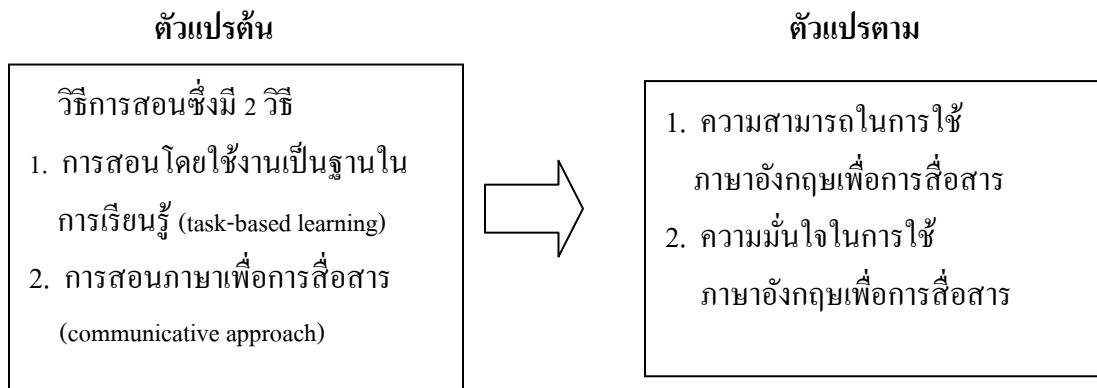 ตัวแปรต้น
วิธีการสอนซึ่งมี 2 วิธี
1. การสอนโดยใช้งานเป็นฐานใน
การเรียนรู้ (task-based learning)
2. การสอนภาษาเพื่อการสื่อสาร
(communicative approach)
ตัวแปรตาม
1. ความสามารถในการใช้
ภาษาอังกฤษเพื่อการสื่อสาร
2. ความมั่นใจในการใช้
ภาษาอังกฤษเพื่อการสื่อสาร